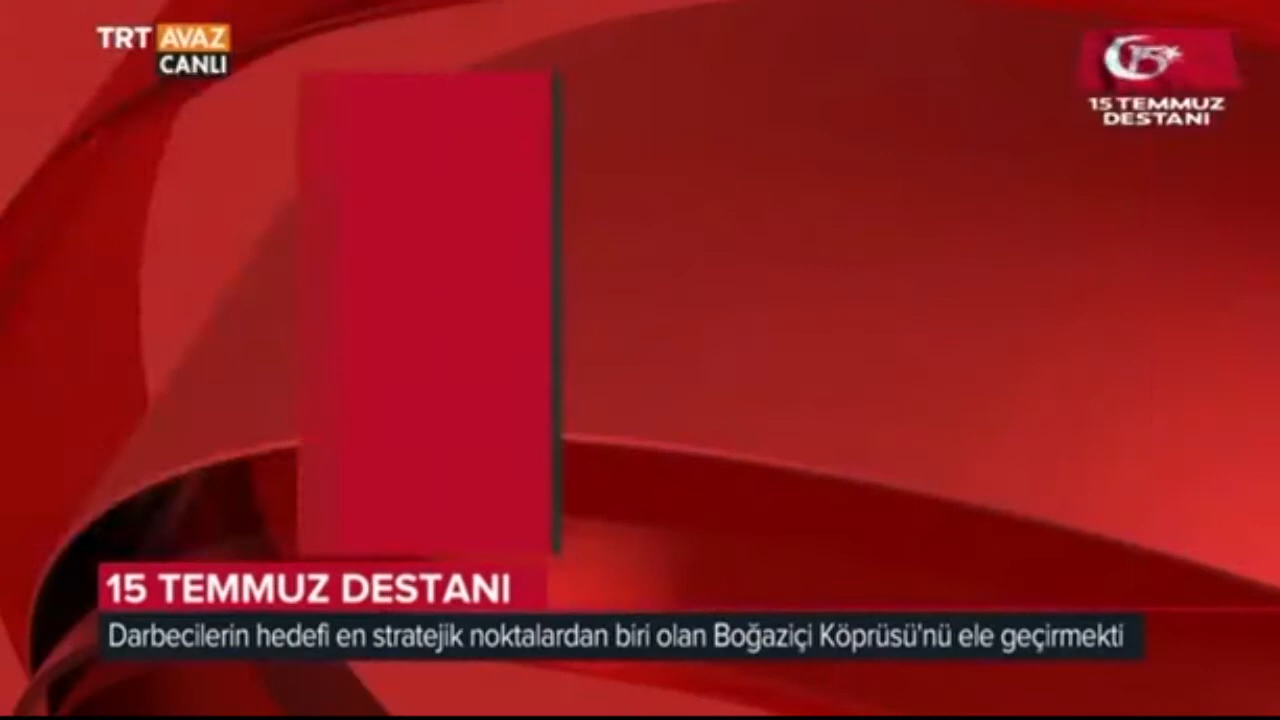 TRT AVAZ
CANLI
15 TEMMUZ
DESTANI
15 TEMMUZ DESTANI
Darbecilerin hedefi en stratejik noktalardan biri olan Boğaziçi Köprüsü'nü ele geçirmekti